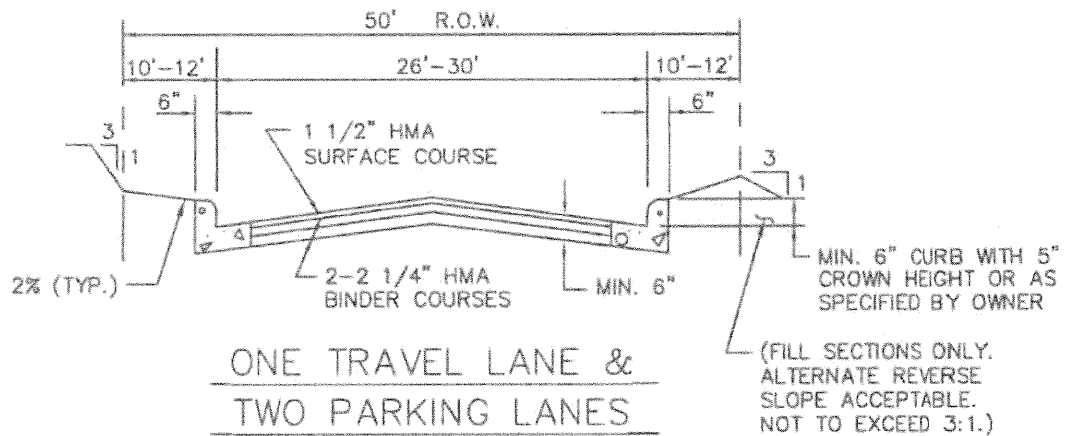 50' R.O.W.
10'-12' 26'-30' 10'-12'
6" 6"
3
1
1 1/2" HMA
SURFACE COURSE
3
1
2% (TYP.)
2-2 1/4" HMA
BINDER COURSES
MIN. 6"
MIN. 6" CURB WITH 5"
CROWN HEIGHT OR AS
SPECIFIED BY OWNER
ONE TRAVEL LANE &
TWO PARKING LANES
(FILL SECTIONS ONLY.
ALTERNATE REVERSE
SLOPE ACCEPTABLE.
NOT TO EXCEED 3:1.)